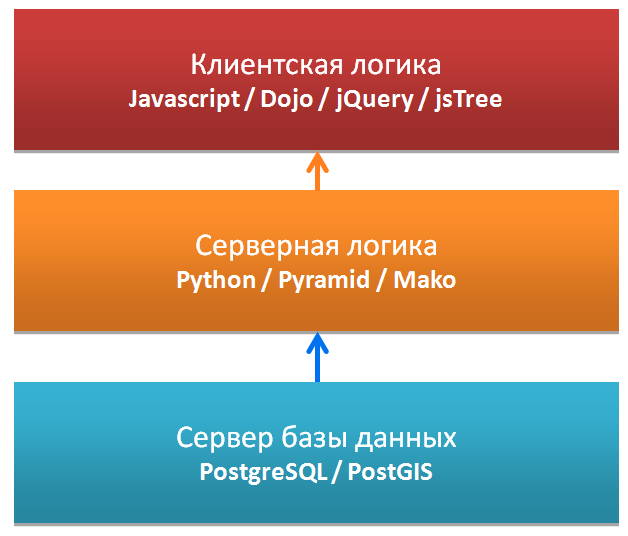 Клиентская логика
Javascript / Dojo / jQuery / jsTree
Серверная логика
Python / Pyramid / Mako
Сервер базы данных
PostgreSQL / PostGIS